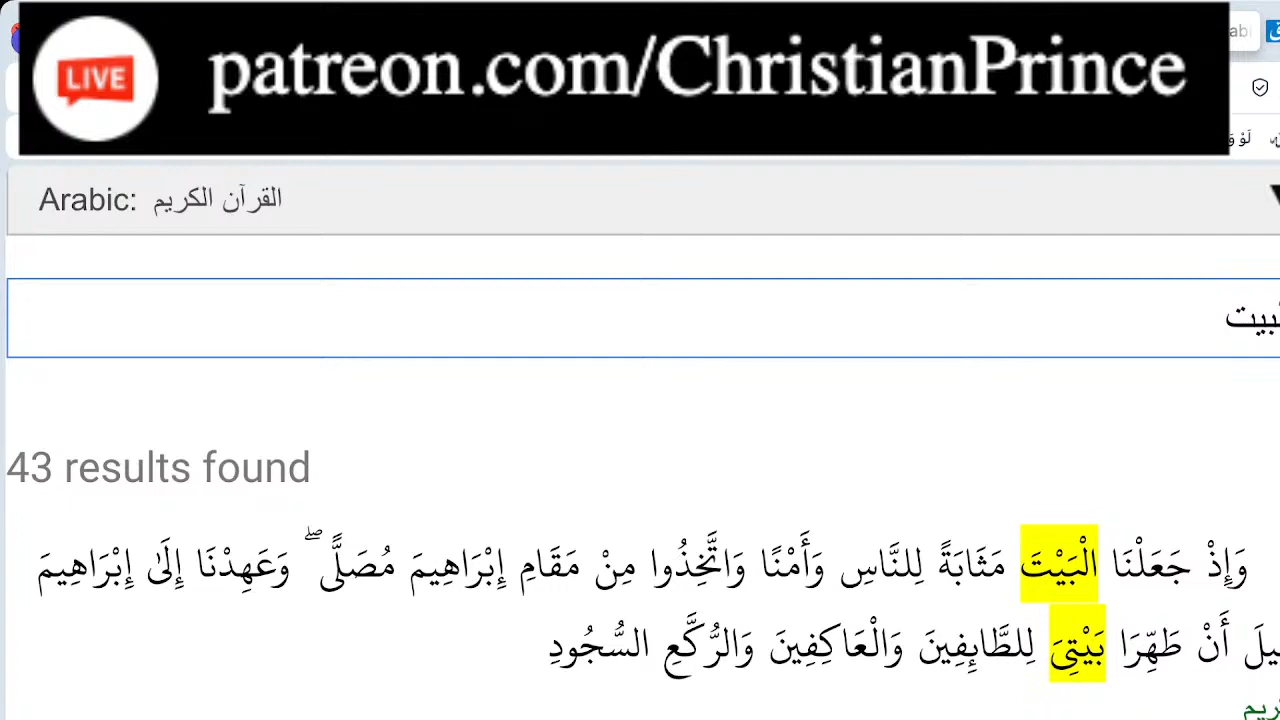 LIVE patreon.com/ChristianPrince
Arabic: القرآن الكريم
43 results found
وَإِذْ جَعَلْنَا الْبَيْتَ مَثَابَةً لِلنَّاسِ وَأَمْنًا وَاتَّخِذُوا مِنْ مَقَامِ إِبْرَاهِيمَ مُصَلًّى ۖ وَعَهِدْنَا إِلَىٰ إِبْرَاهِيمَ
أَنْ طَهِّرَا بَيْتِيَ لِلطَّائِفِينَ وَالْعَاكِفِينَ وَالرُّكَّعِ السُّجُودِ